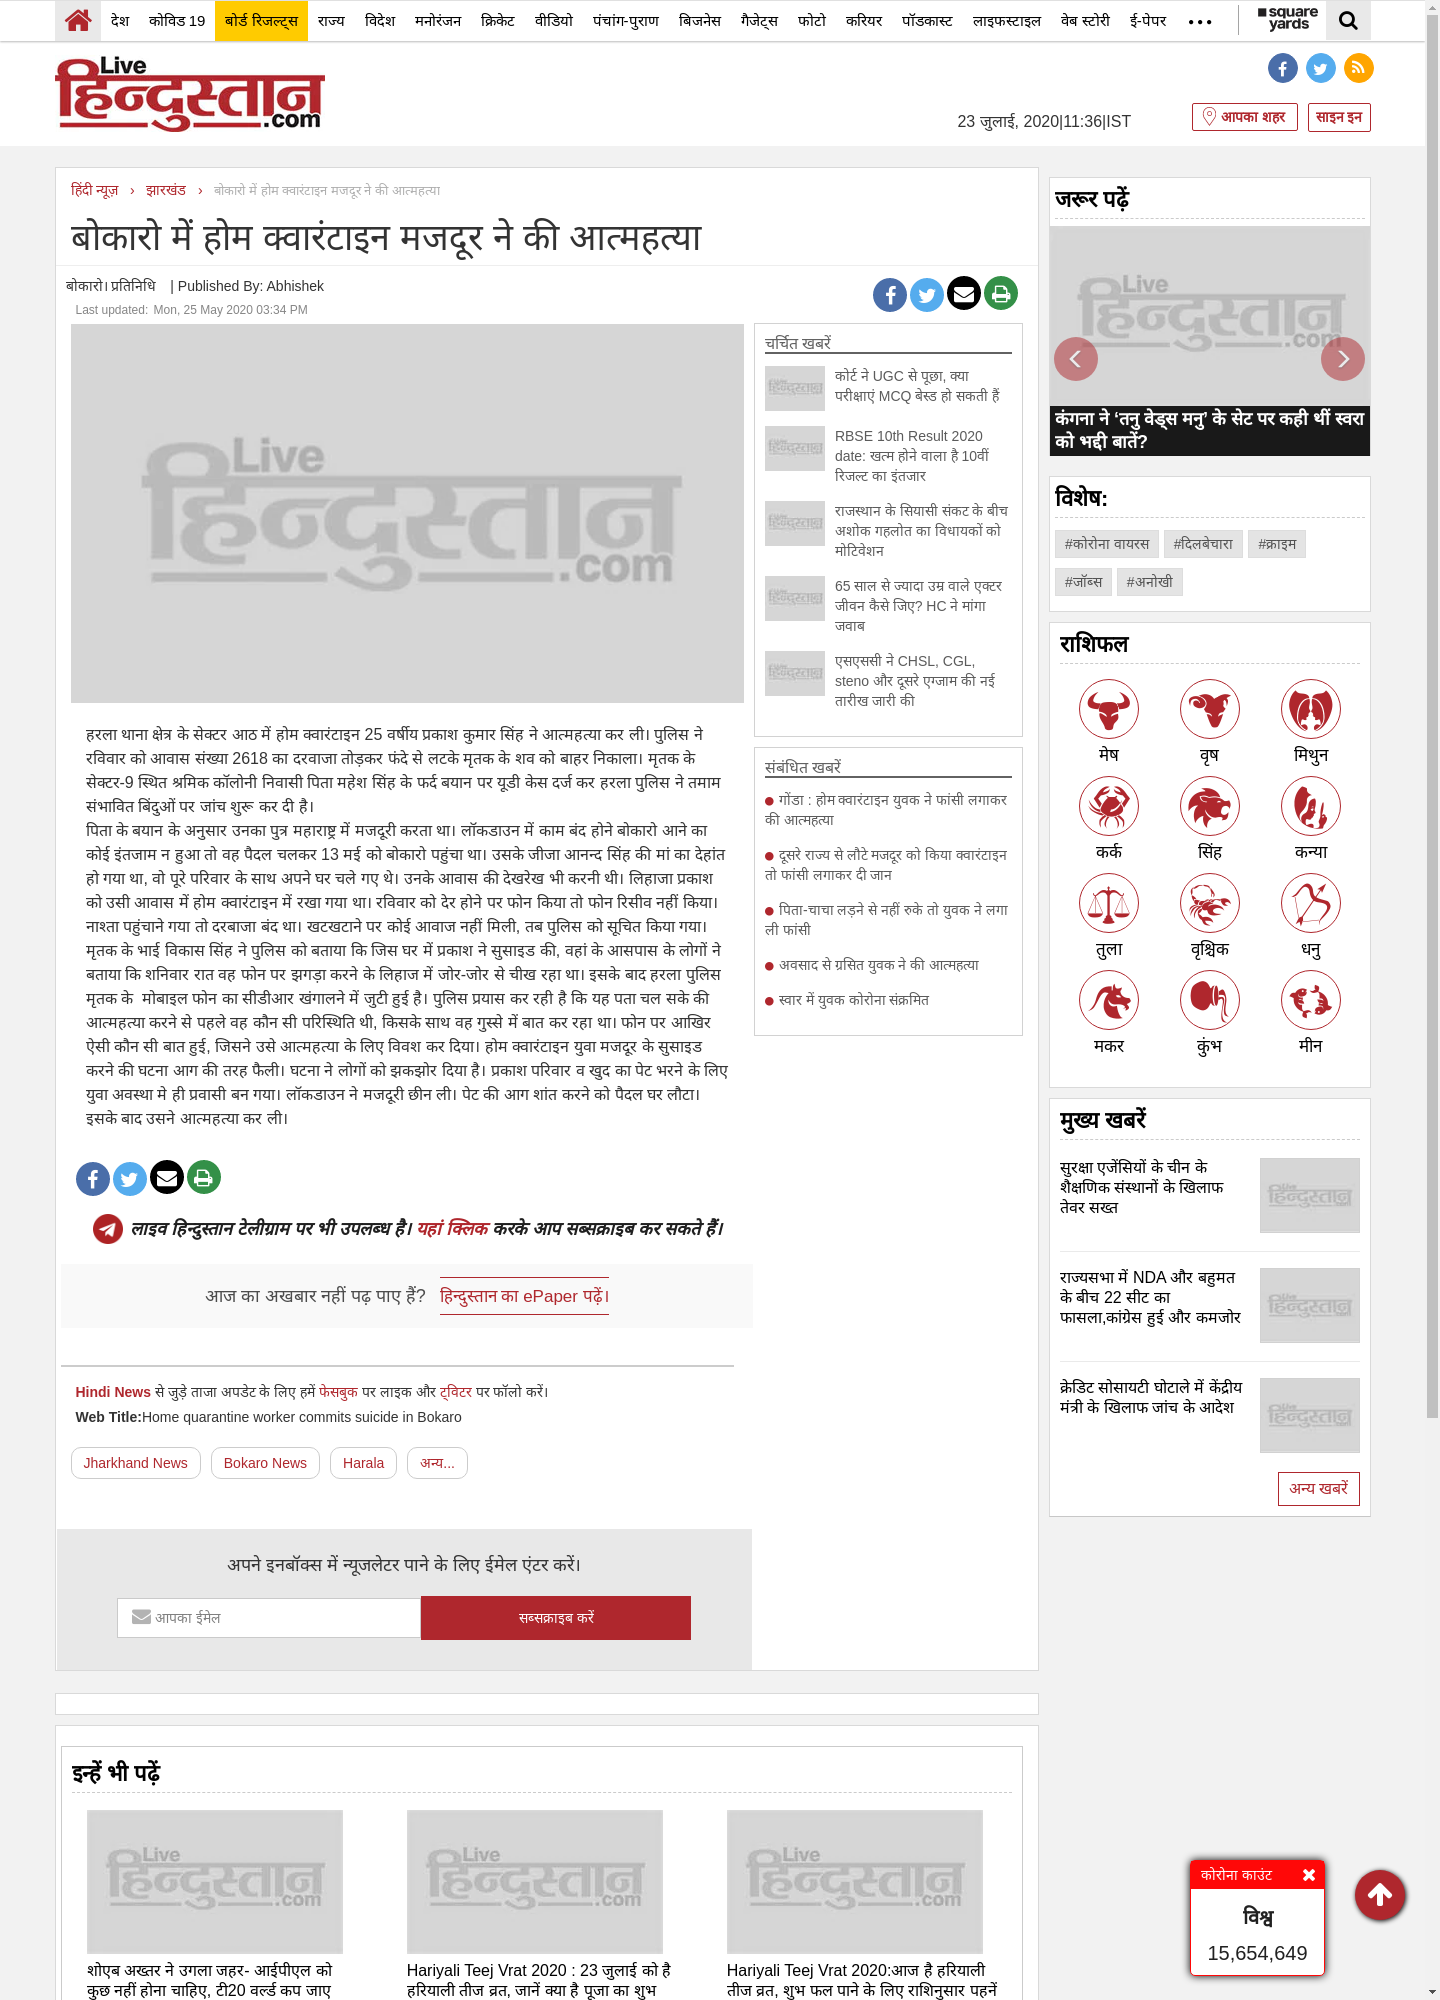 देश कोविड 19 बोर्ड रिजल्ट्स राज्य विदेश मनोरंजन क्रिकेट वीडियो पंचांग-पुराण बिजनेस गैजेट्स फोटो करियर पॉडकास्ट लाइफस्टाइल वेब स्टोरी ई-पेपर square yards
Live
हिन्दुस्तान
.com
23 जुलाई, 2020|11:36|IST
आपका शहर साइन इन
हिंदी न्यूज़ › झारखंड › बोकारो में होम क्वारंटाइन मजदूर ने की आत्महत्या
बोकारो में होम क्वारंटाइन मजदूर ने की आत्महत्या
बोकारो। प्रतिनिधि | Published By: Abhishek
Last updated: Mon, 25 May 2020 03:34 PM
Live
हिन्दुस्तान
.com
हरला थाना क्षेत्र के सेक्टर आठ में होम क्वारंटाइन 25 वर्षीय प्रकाश कुमार सिंह ने आत्महत्या कर ली। पुलिस ने
रविवार को आवास संख्या 2618 का दरवाजा तोड़कर फंदे से लटके मृतक के शव को बाहर निकाला। मृतक के
सेक्टर-9 स्थित श्रमिक कॉलोनी निवासी पिता महेश सिंह के फर्द बयान पर यूडी केस दर्ज कर हरला पुलिस ने तमाम
संभावित बिंदुओं पर जांच शुरू कर दी है।
पिता के बयान के अनुसार उनका पुत्र महाराष्ट्र में मजदूरी करता था। लॉकडाउन में काम बंद होने बोकारो आने का
कोई इंतजाम न हुआ तो वह पैदल चलकर 13 मई को बोकारो पहुंचा था। उसके जीजा आनन्द सिंह की मां का देहांत
हो गया था, वो पूरे परिवार के साथ अपने घर चले गए थे। उनके आवास की देखरेख भी करनी थी। लिहाजा प्रकाश
को उसी आवास में होम क्वारंटाइन में रखा गया था। रविवार को देर होने पर फोन किया तो फोन रिसीव नहीं किया।
नाश्ता पहुंचाने गया तो दरबाजा बंद था। खटखटाने पर कोई आवाज नहीं मिली, तब पुलिस को सूचित किया गया।
मृतक के भाई विकास सिंह ने पुलिस को बताया कि जिस घर में प्रकाश ने सुसाइड की, वहां के आसपास के लोगों ने
बताया कि शनिवार रात वह फोन पर झगड़ा करने के लिहाज में जोर-जोर से चीख रहा था। इसके बाद हरला पुलिस
मृतक के मोबाइल फोन का सीडीआर खंगालने में जुटी हुई है। पुलिस प्रयास कर रही है कि यह पता चल सके की
आत्महत्या करने से पहले वह कौन सी परिस्थिति थी, किसके साथ वह गुस्से में बात कर रहा था। फोन पर आखिर
ऐसी कौन सी बात हुई, जिसने उसे आत्महत्या के लिए विवश कर दिया। होम क्वारंटाइन युवा मजदूर के सुसाइड
करने की घटना आग की तरह फैली। घटना ने लोगों को झकझोर दिया है। प्रकाश परिवार व खुद का पेट भरने के लिए
युवा अवस्था मे ही प्रवासी बन गया। लॉकडाउन ने मजदूरी छीन ली। पेट की आग शांत करने को पैदल घर लौटा।
इसके बाद उसने आत्महत्या कर ली।
लाइव हिन्दुस्तान टेलीग्राम पर भी उपलब्ध है। यहां क्लिक करके आप सब्सक्राइब कर सकते हैं।
आज का अखबार नहीं पढ़ पाए हैं? हिन्दुस्तान का ePaper पढ़ें।
Hindi News से जुड़े ताजा अपडेट के लिए हमें फेसबुक पर लाइक और ट्विटर पर फॉलो करें।
Web Title:Home quarantine worker commits suicide in Bokaro
Jharkhand News Bokaro News Harala अन्य...
अपने इनबॉक्स में न्यूजलेटर पाने के लिए ईमेल एंटर करें।
आपका ईमेल सब्सक्राइब करें
चर्चित खबरें
कोर्ट ने UGC से पूछा, क्या
परीक्षाएं MCQ बेस्ड हो सकती हैं
RBSE 10th Result 2020
date: खत्म होने वाला है 10वीं
रिजल्ट का इंतजार
राजस्थान के सियासी संकट के बीच
अशोक गहलोत का विधायकों को
मोटिवेशन
65 साल से ज्यादा उम्र वाले एक्टर
जीवन कैसे जिए? HC ने मांगा
जवाब
एसएससी ने CHSL, CGL,
steno और दूसरे एग्जाम की नई
तारीख जारी की
संबंधित खबरें
गोंडा : होम क्वारंटाइन युवक ने फांसी लगाकर
की आत्महत्या
दूसरे राज्य से लौटे मजदूर को किया क्वारंटाइन
तो फांसी लगाकर दी जान
पिता-चाचा लड़ने से नहीं रुके तो युवक ने लगा
ली फांसी
अवसाद से ग्रसित युवक ने की आत्महत्या
स्वार में युवक कोरोना संक्रमित
जरूर पढ़ें
हिन्दुस्तान
कंगना ने ‘तनु वेड्स मनु’ के सेट पर कही थीं स्वरा
को भद्दी बातें?
विशेष:
#कोरोना वायरस #दिलबेचारा #क्राइम
#जॉब्स #अनोखी
राशिफल
मेष वृष मिथुन
कर्क सिंह कन्या
तुला वृश्चिक धनु
मकर कुंभ मीन
मुख्य खबरें
सुरक्षा एजेंसियों के चीन के
शैक्षणिक संस्थानों के खिलाफ
तेवर सख्त
राज्यसभा में NDA और बहुमत
के बीच 22 सीट का
फासला,कांग्रेस हुई और कमजोर
क्रेडिट सोसायटी घोटाले में केंद्रीय
मंत्री के खिलाफ जांच के आदेश
अन्य खबरें
इन्हें भी पढ़ें
Live हिन्दुस्तान .com Live हिन्दुस्तान .com Live हिन्दुस्तान .com
शोएब अख्तर ने उगला जहर- आईपीएल को
कुछ नहीं होना चाहिए, टी20 वर्ल्ड कप जाए
Hariyali Teej Vrat 2020 : 23 जुलाई को है
हरियाली तीज व्रत, जानें क्या है पूजा का शुभ
Hariyali Teej Vrat 2020:आज है हरियाली
तीज व्रत, शुभ फल पाने के लिए राशिनुसार पहनें
कोरोना काउंट
विश्व
15,654,649